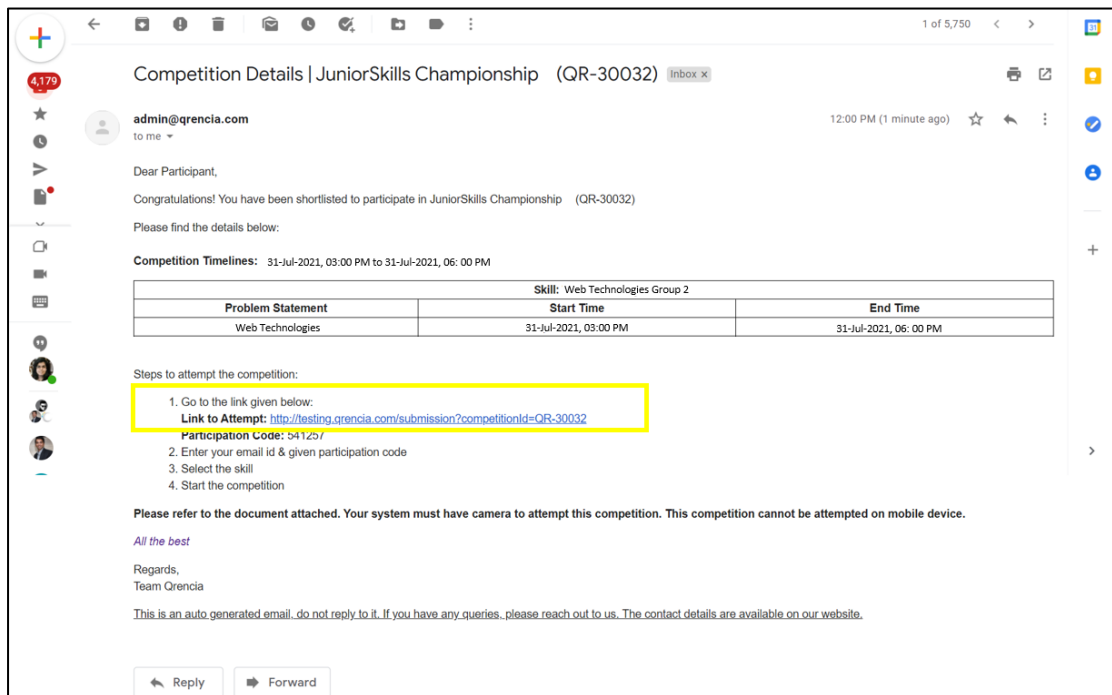 1 of 5,750
31
4,179
Competition Details | JuniorSkills Championship (QR-30032) Inbox x
admin@qrencia.com
12:00 PM (1 minute ago)
to me
Dear Participant,
Congratulations! You have been shortlisted to participate in JuniorSkills Championship (QR-30032)
Please find the details below:
Competition Timelines: 31-Jul-2021, 03:00 PM to 31-Jul-2021, 06: 00 PM
Skill: Web Technologies Group 2
Problem Statement Start Time End Time
Web Technologies 31-Jul-2021, 03:00 PM 31-Jul-2021, 06: 00 PM
Steps to attempt the competition:
1. Go to the link given below:
Link to Attempt: http://testing.qrencia.com/submission?competitionId=QR-30032
Participation Code: 541257
2. Enter your email id & given participation code
3. Select the skill
4. Start the competition
Please refer to the document attached. Your system must have camera to attempt this competition. This competition cannot be attempted on mobile device.
All the best
Regards,
Team Qrencia
This is an auto generated email, do not reply to it. If you have any queries, please reach out to us. The contact details are available on our website.
Reply Forward